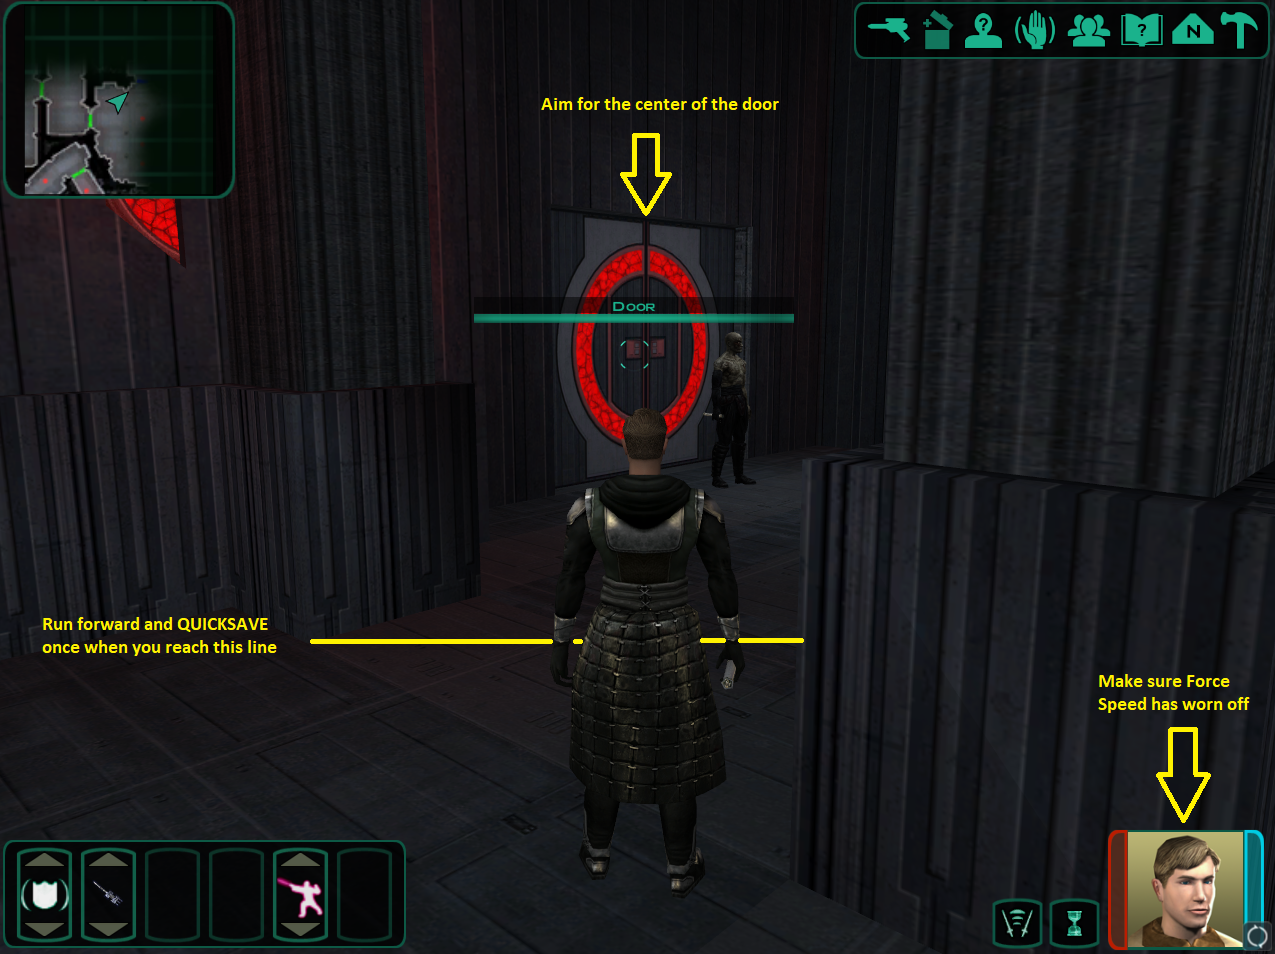 N
Aim for the center of the door
DOOR
Run forward and QUICKSAVE
once when you reach this line
Make sure Force
Speed has worn off